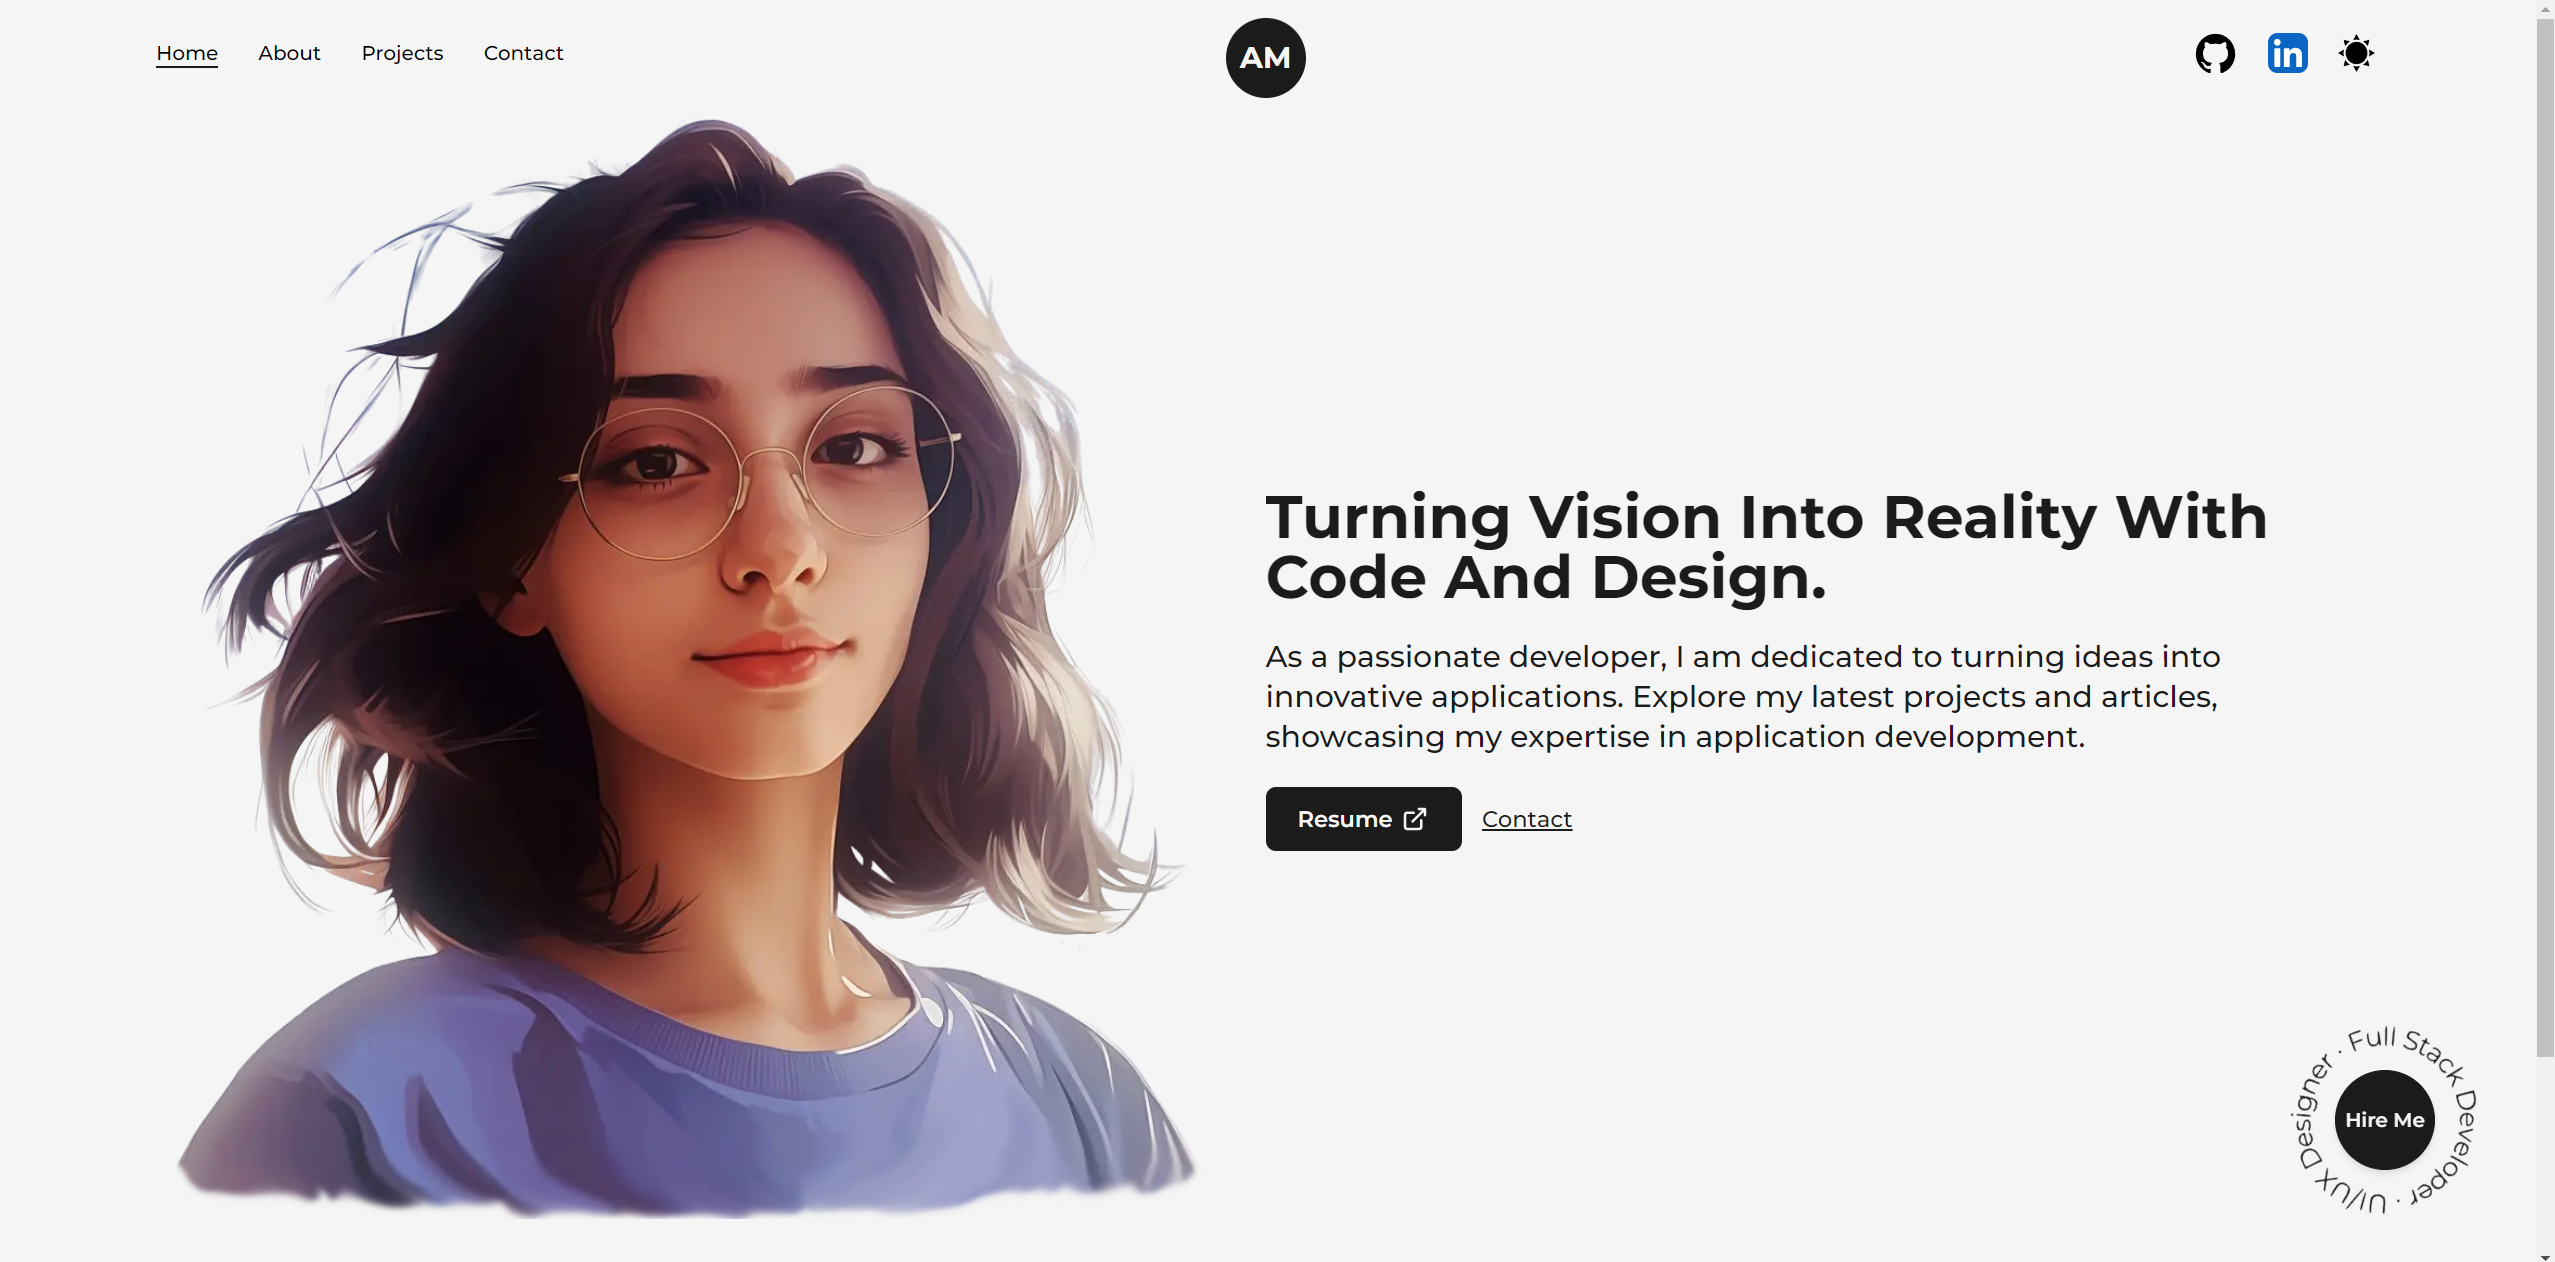 Home About Projects Contact
AM
in
Turning Vision Into Reality With
Code And Design.
As a passionate developer, I am dedicated to turning ideas into
innovative applications. Explore my latest projects and articles,
showcasing my expertise in application development.
Resume Contact
Full Stack Developer · UI/UX Designer ·
Hire Me